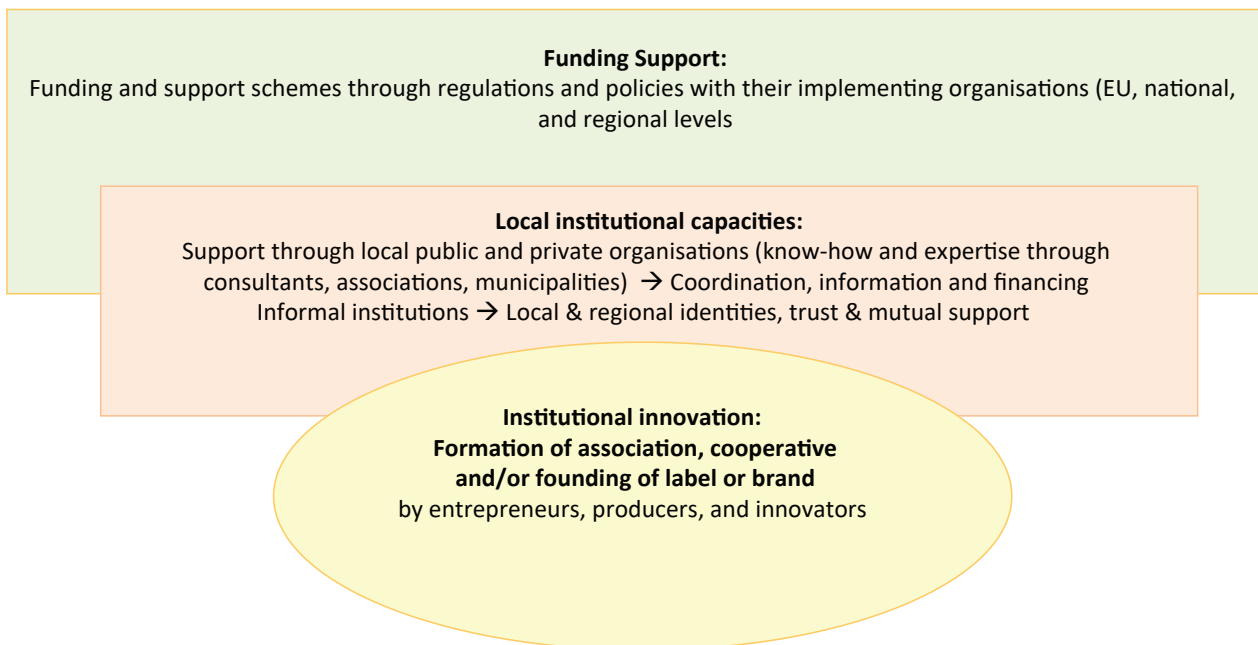 Funding Support:
Funding and support schemes through regulations and policies with their implementing organisations (EU, national,
and regional levels
Local institutional capacities:
Support through local public and private organisations (know-how and expertise through
consultants, associations, municipalities) → Coordination, information and financing
Informal institutions → Local & regional identities, trust & mutual support
Institutional innovation:
Formation of association, cooperative
and/or founding of label or brand
by entrepreneurs, producers, and innovators